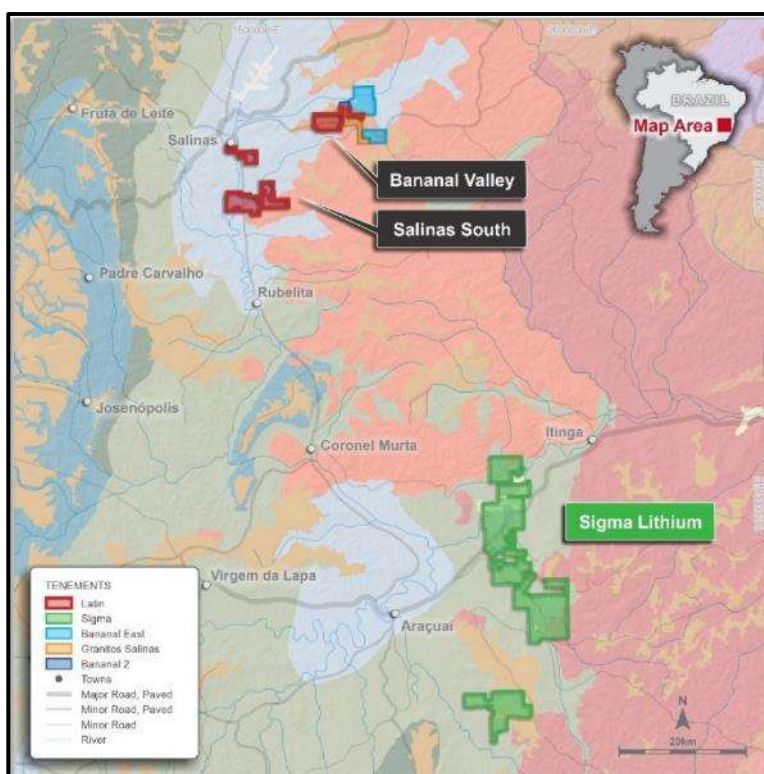 BRAZIL
Map Area
Fruta de Leite
Salinas
Bananal Valley
Salinas South
Padre Carvalho
Rubelita
Josenópolis
Coronel Murta
Itinga
Sigma Lithium
Virgem da Lapa
Araçuaí
TENEMENTS
Latin
Sigma
Bananal East
Granitos Salinas
Bananal 2
Towns
Major Road, Paved
Minor Road, Paved
Minor Road
River
N
20km